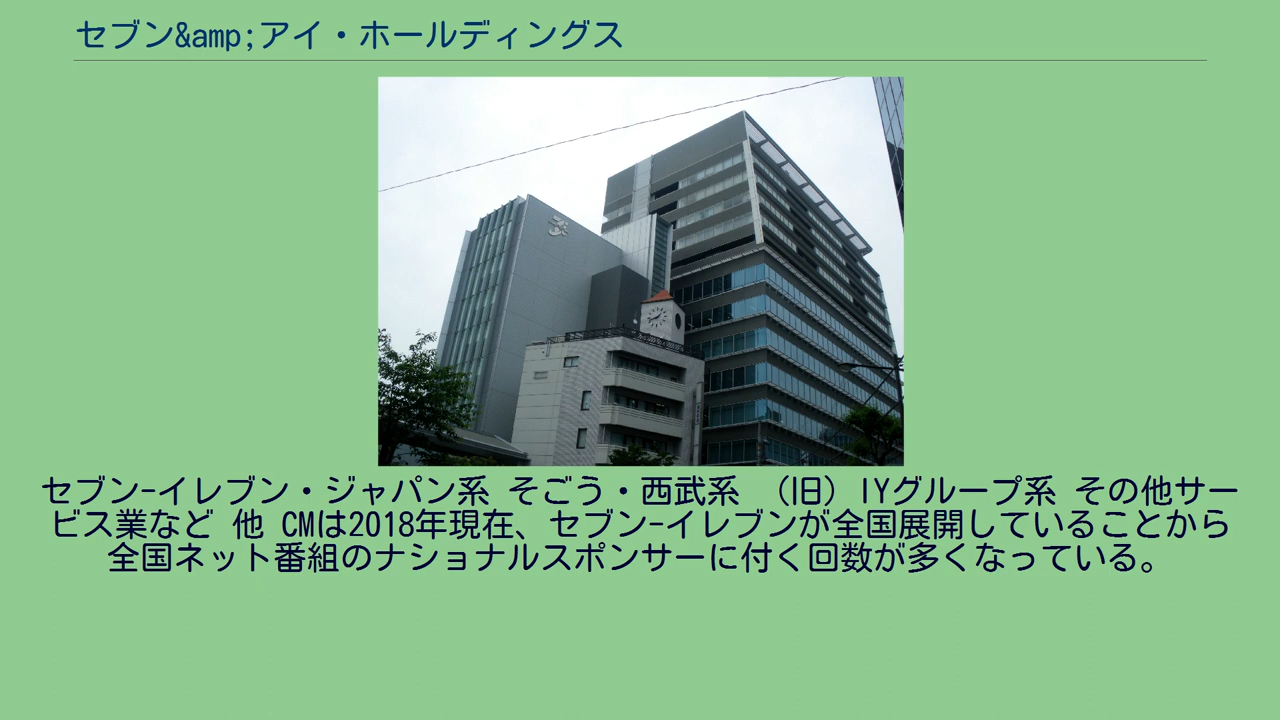 セブン&amp;アイ・ホールディングス
セブン-イレブン・ジャパン系 そごう・西武系 （旧）IYグループ系 その他サー
ビス業など 他 CMは2018年現在、セブン-イレブンが全国展開していることから
全国ネット番組のナショナルスポンサーに付く回数が多くなっている。